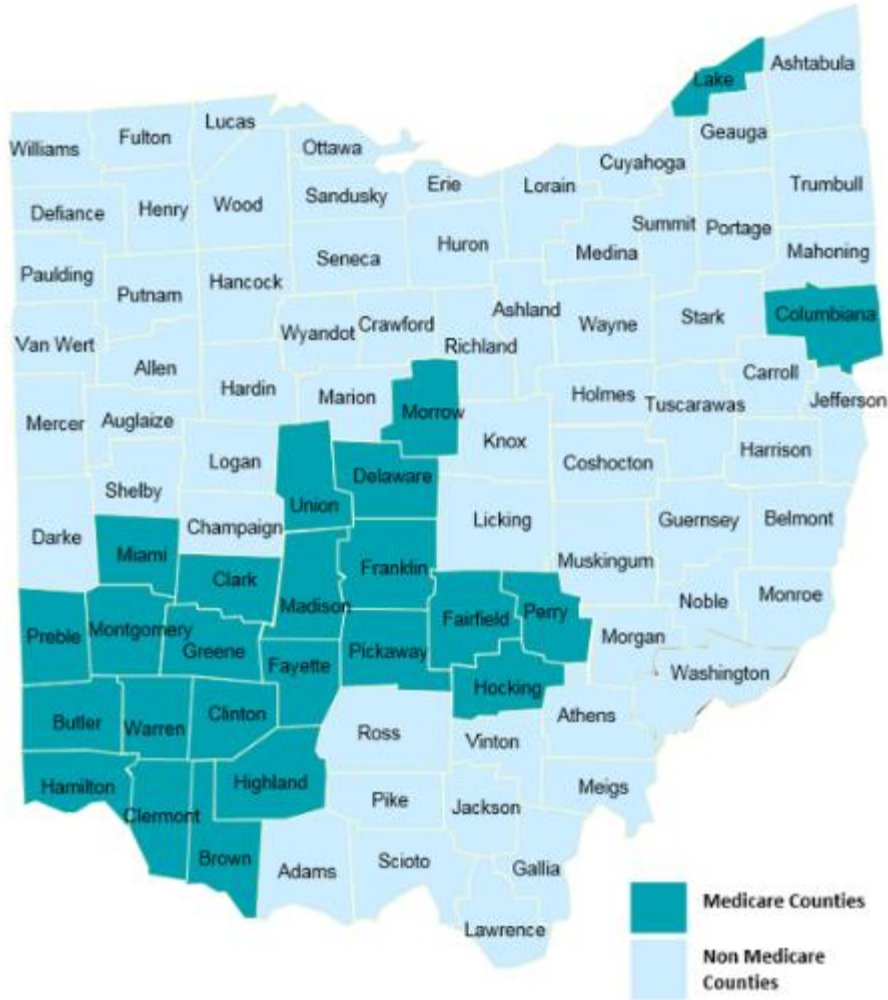 Lake
Ashtabula
Lucas
Geauga
Williams
Fulton
Ottawa
Cuyahoga
Erie
Lorain
Trumbull
Sandusky
Defiance
Henry
Wood
Summit
Portage
Huron
Medina
Mahoning
Seneca
Paulding
Hancock
Putnam
Ashland
Columbiana
Wyandot
Crawford
Wayne
Stark
Van Wert
Richland
Allen
Carroll
Hardin
Marion
Holmes
Tuscarawas
Jefferson
Morrow
Mercer
Auglaize
Knox
Harrison
Logan
Coshocton
Delaware
Shelby
Union
Licking
Guernsey
Belmont
Champaign
Darke
Miami
Muskingum
Franklin
Clark
Madison
Noble
Monroe
Fairfield
Perry
Preble
Montgomery
Morgan
Greene
Pickaway
Fayette
Washington
Hocking
Butler
Warren
Clinton
Athens
Ross
Vinton
Hamilton
Highland
Meigs
Pike
Jackson
Clermont
Brown
Adams
Scioto
Gallia
Lawrence
Medicare Counties
Non Medicare
Counties